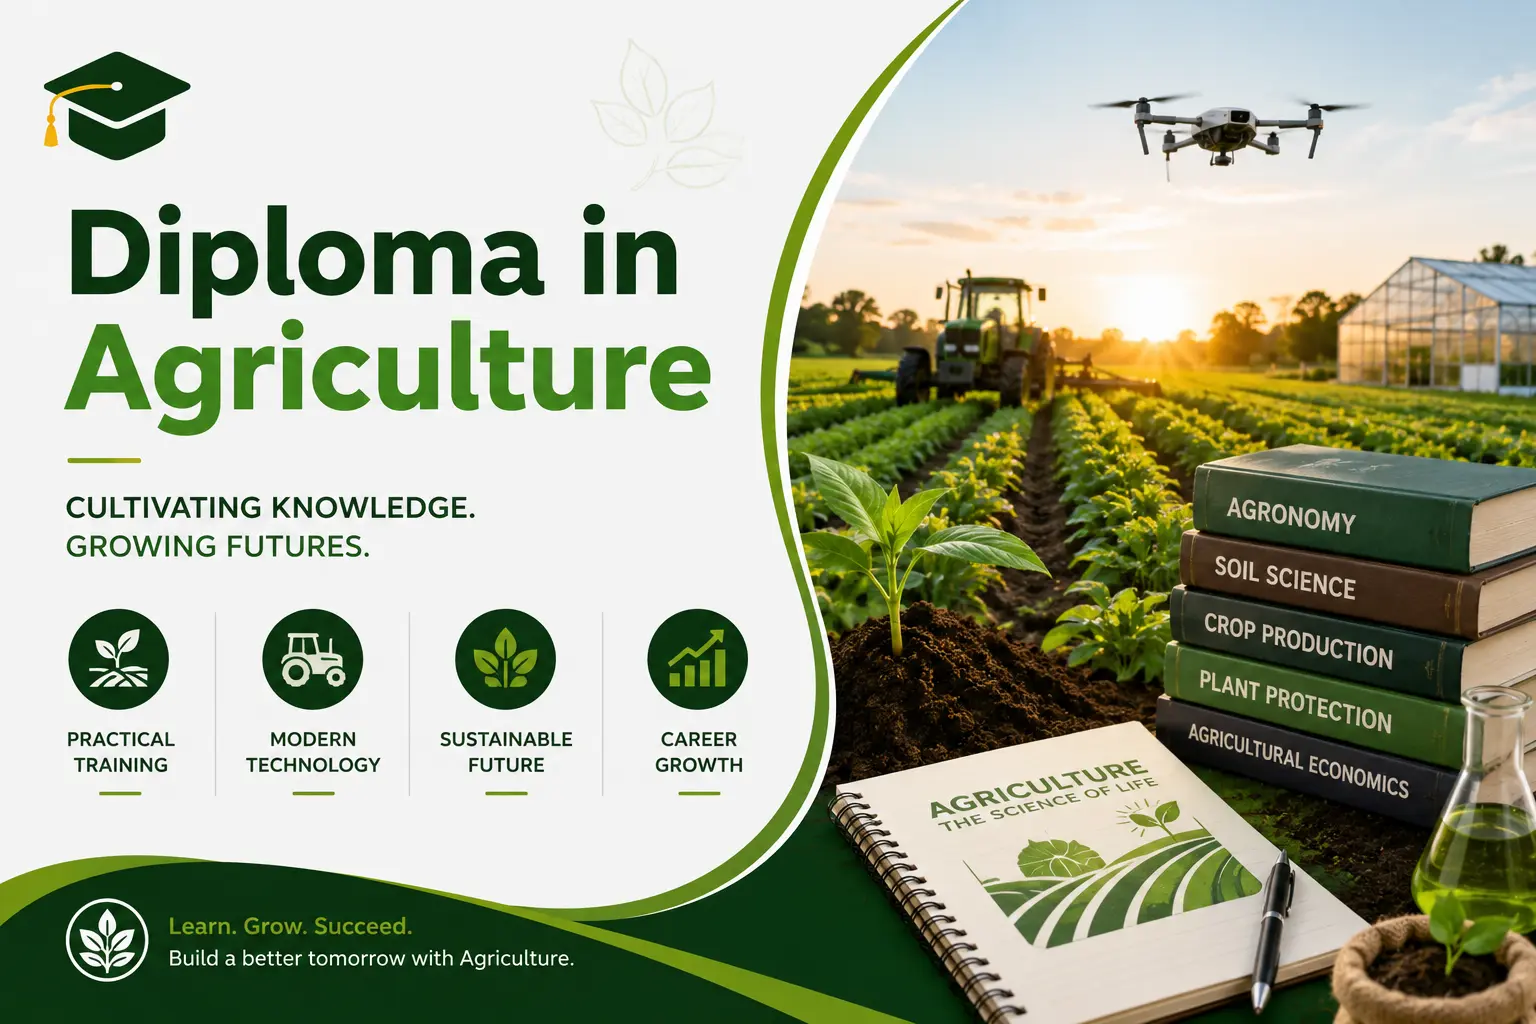 Diploma in
Agriculture
CULTIVATING KNOWLEDGE.
GROWING FUTURES.
PRACTICAL
TRAINING
MODERN
TECHNOLOGY
SUSTAINABLE
FUTURE
CAREER
GROWTH
Learn. Grow. Succeed.
Build a better tomorrow with Agriculture.
AGRONOMY
SOIL SCIENCE
CROP PRODUCTION
PLANT PROTECTION
AGRICULTURAL ECONOMICS
AGRICULTURE
THE SCIENCE OF LIFE